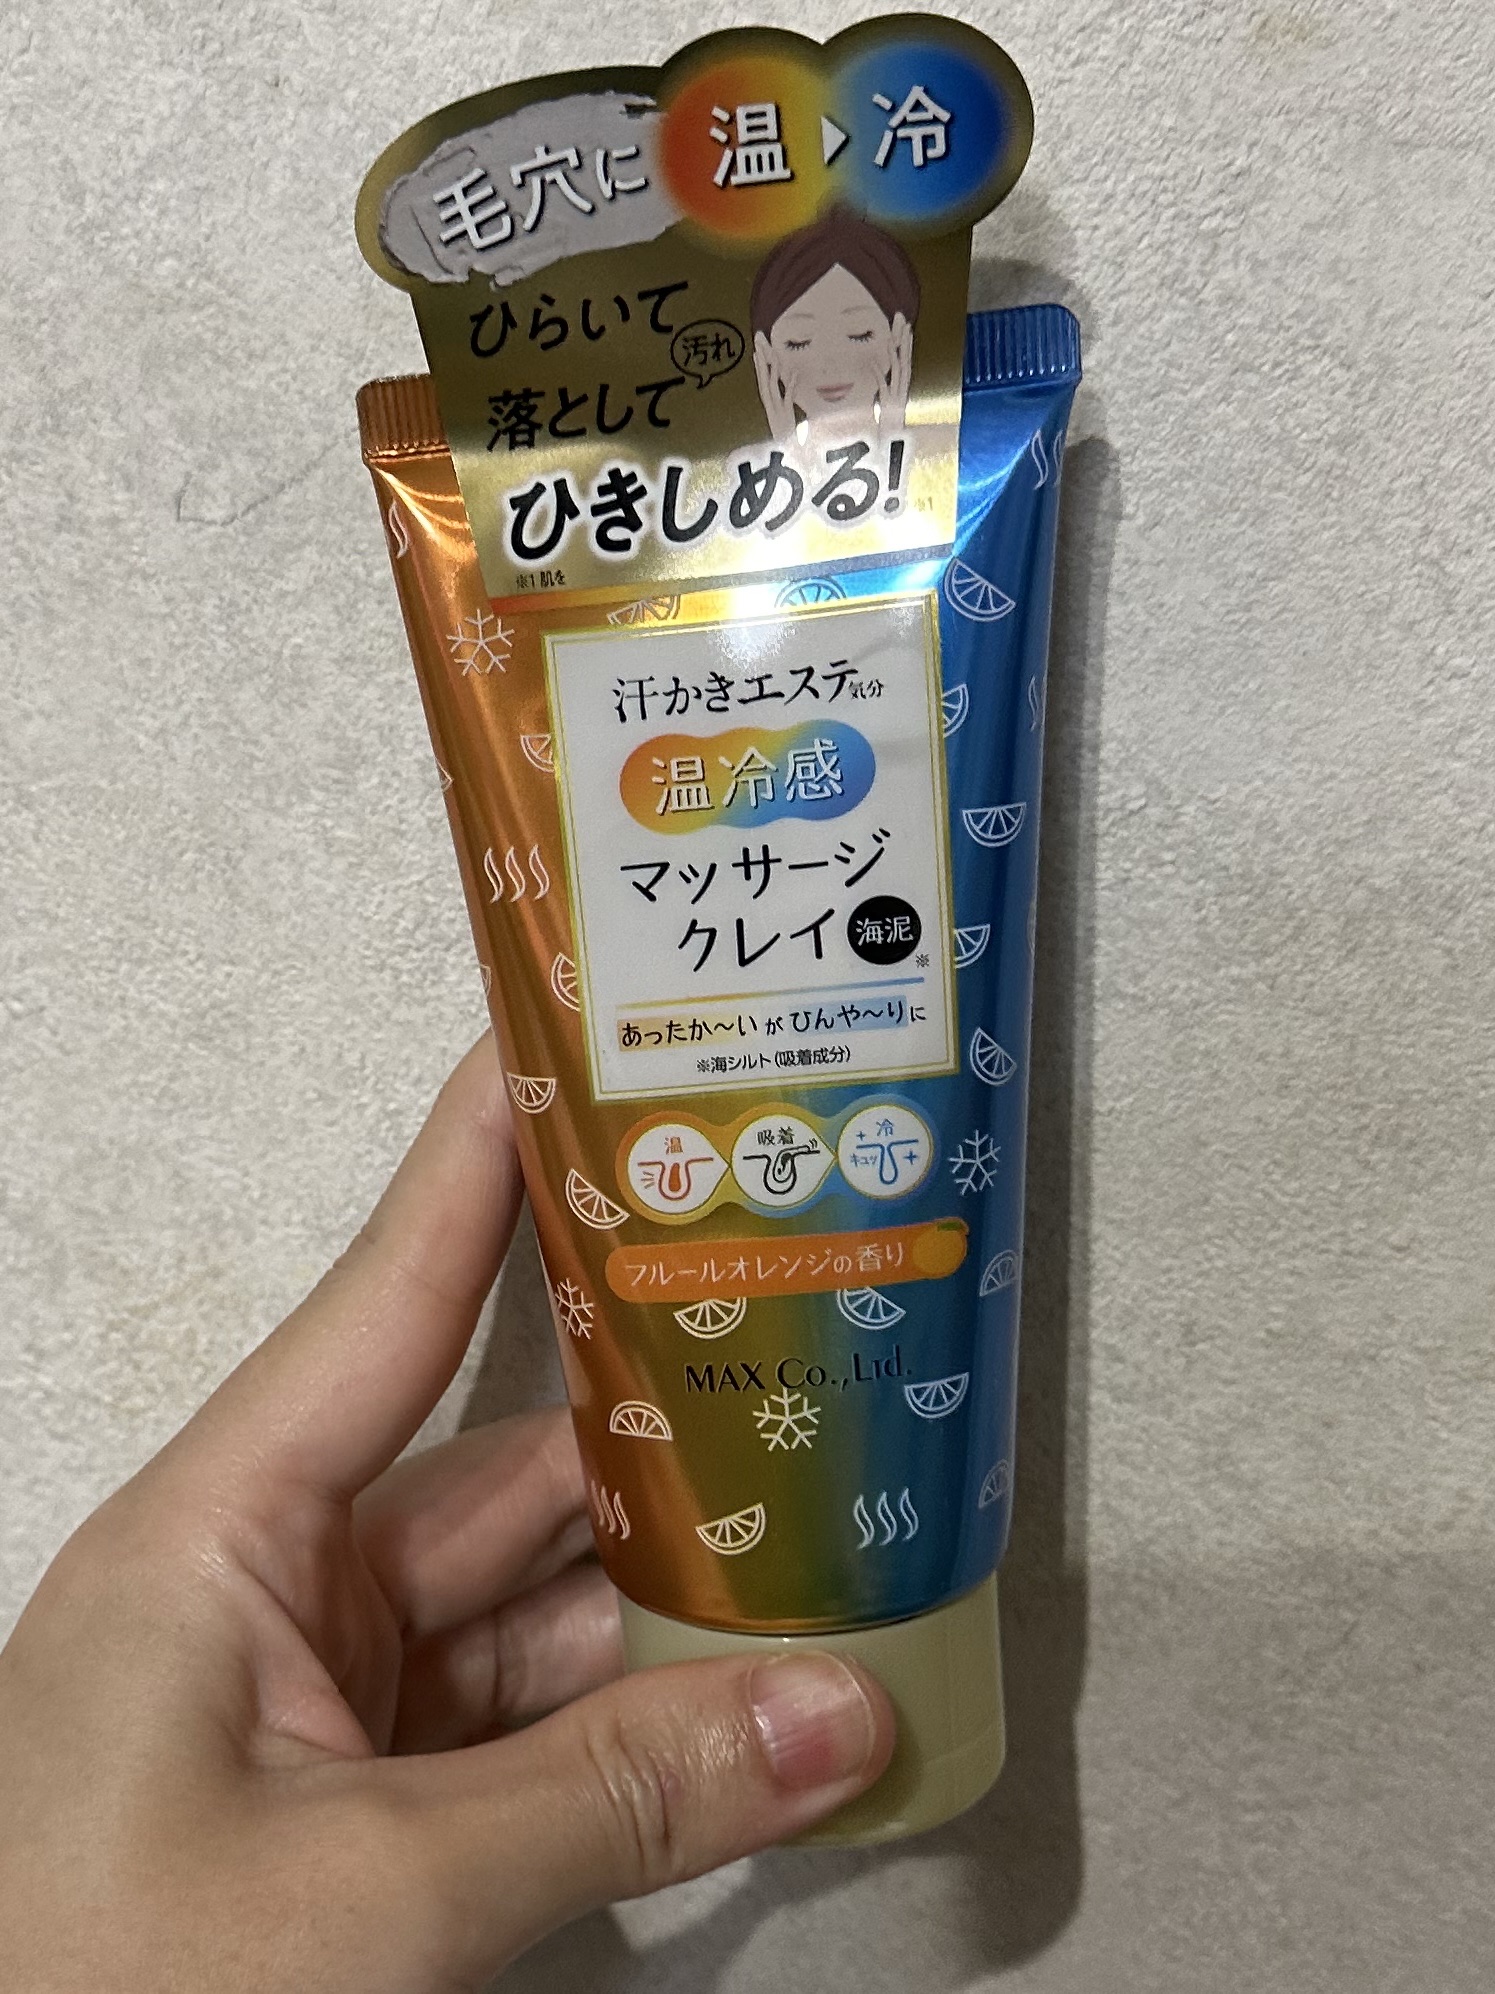 毛穴に 温 冷
ひらいて
汚れ
落として
ひきしめる!
※1
※1 肌を
汗かきエステ気分
温冷感
マッサージ
クレイ 海泥
※
あったか〜いがひんや〜りに
※海シルト(吸着成分)
温 吸着 冷
キュッ
フルールオレンジの香り
MAX Co.,Ltd.